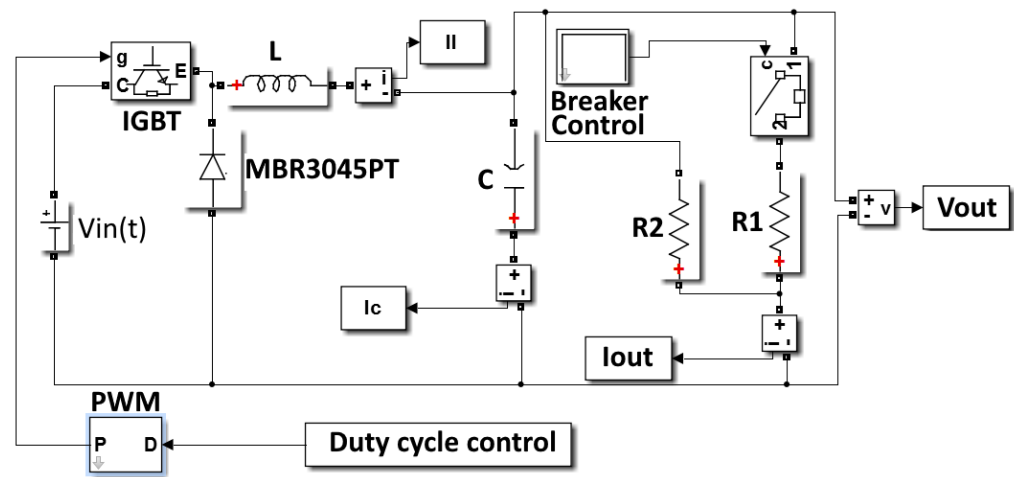 g
C
E
IGBT
L
+
+
i
-
Il
Breaker
Control
c
1
2
MBR3045PT
C
+
+
Vin(t)
R2
+
R1
+
+
-
v
Vout
+
i
-
Ic
+
i
-
Iout
PWM
P
D
Duty cycle control